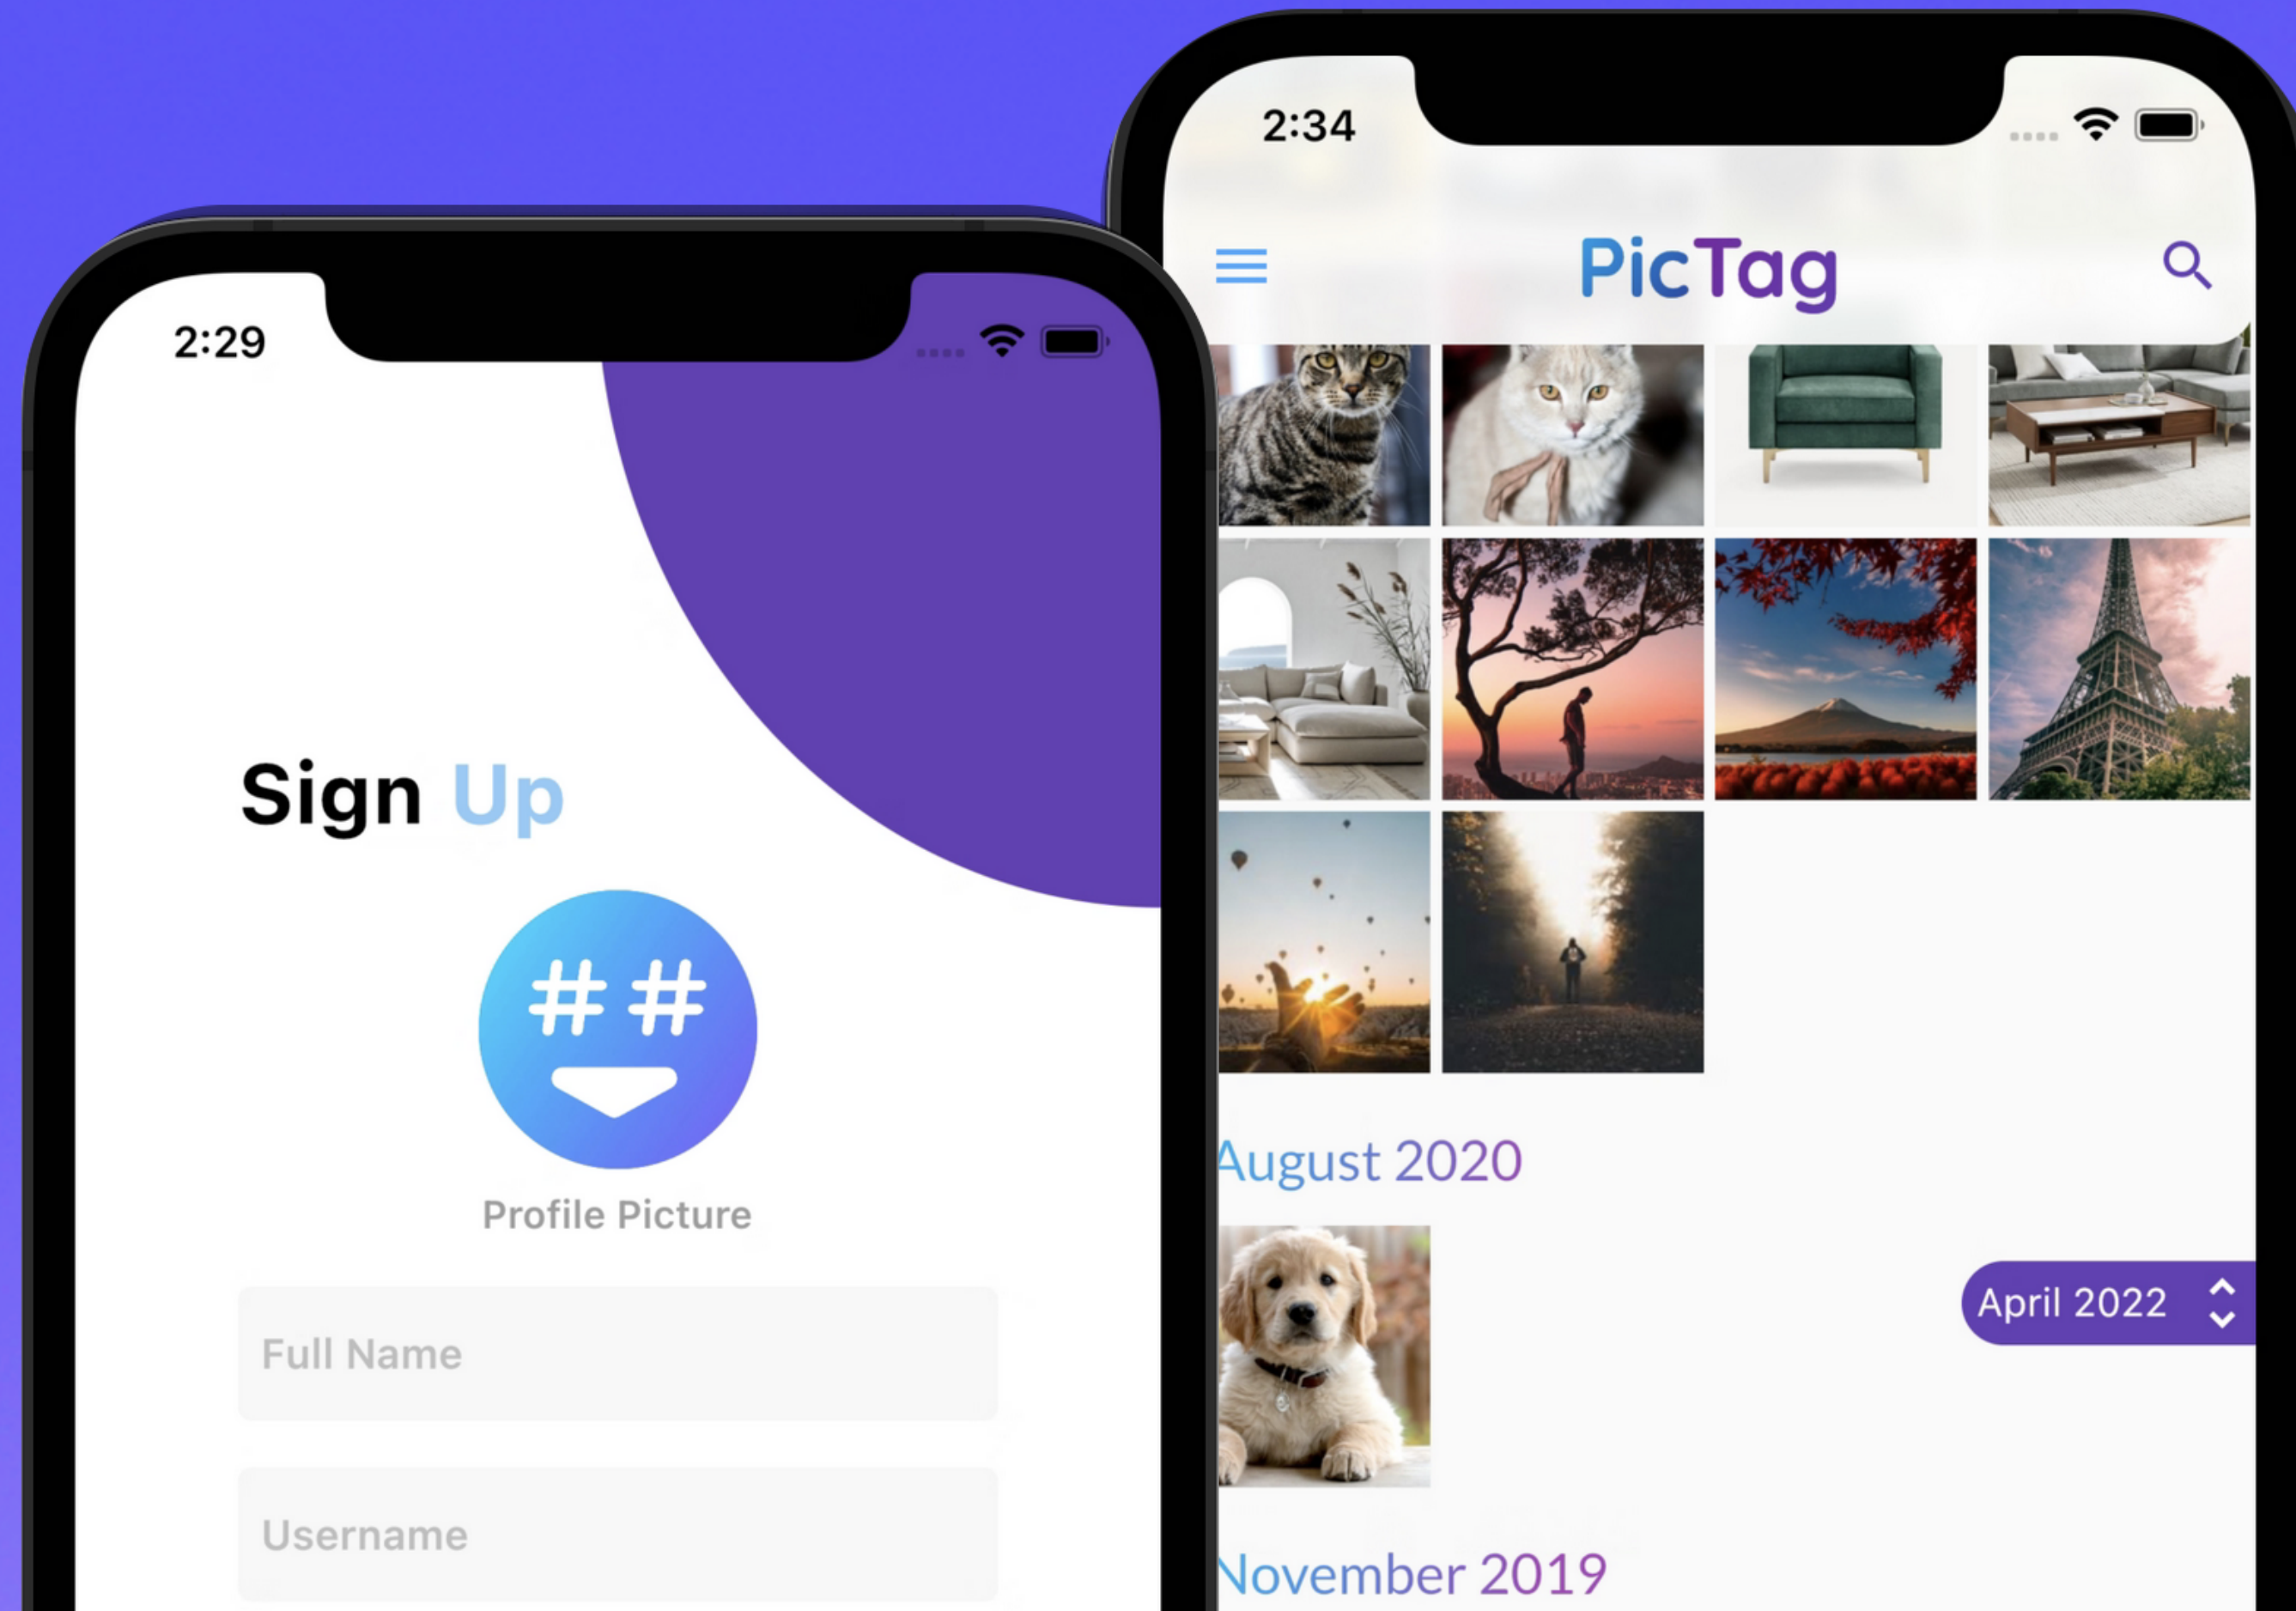 2:29
Sign Up
##
Profile Picture
Full Name
Username
2:34
PicTag
August 2020
April 2022
November 2019